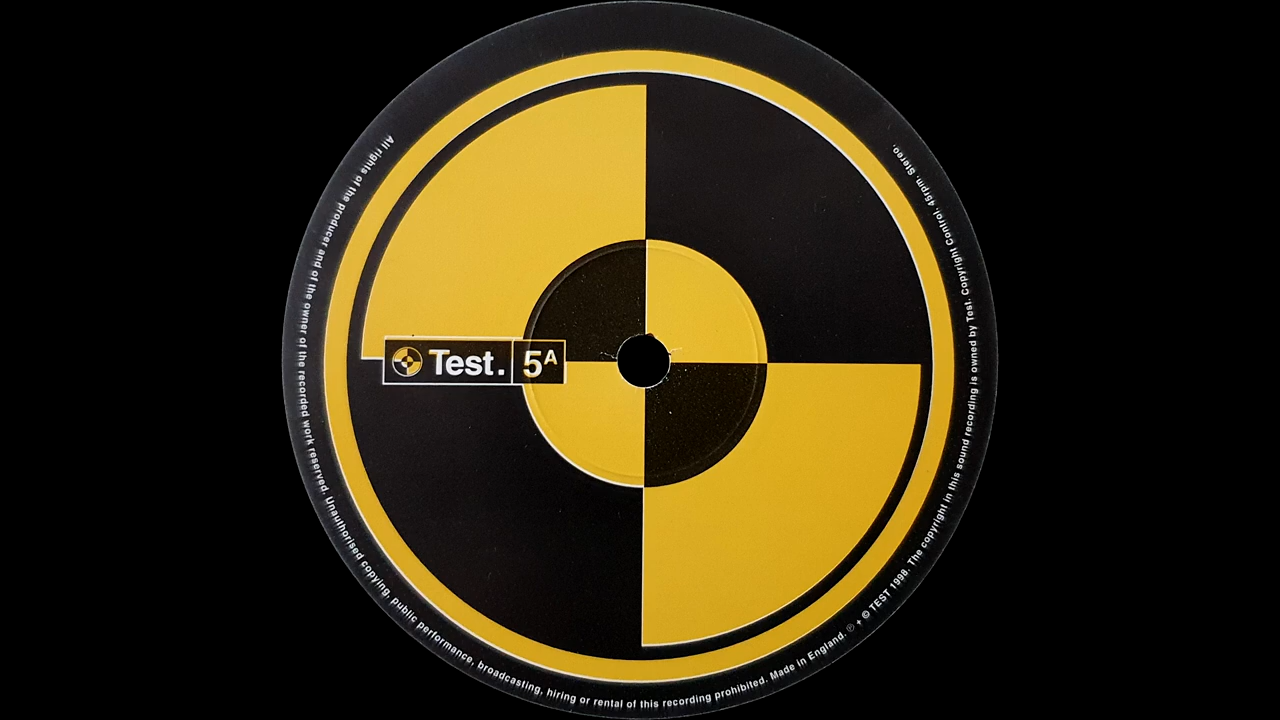 Test. 5A
All rights of the producer and of the owner of the recorded work reserved. Unauthorised copying, public performance, broadcasting, hiring or rental of this recording prohibited. Made in England. ℗ + © TEST 1998. The copyright in this sound recording is owned by Test. Copyright Control. 45rpm. Stereo.